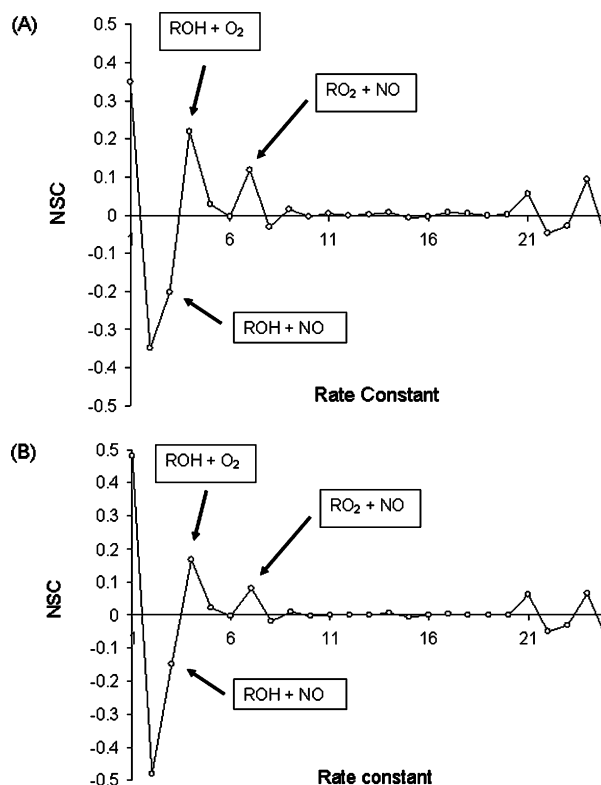 (A)
ROH + O₂
RO₂ + NO
ROH + NO
NSC
0.5
0.4
0.3
0.2
0.1
0
-0.1
-0.2
-0.3
-0.4
-0.5
1 6 11 16 21
Rate Constant
(B)
ROH + O₂
RO₂ + NO
ROH + NO
NSC
0.5
0.4
0.3
0.2
0.1
0
-0.1
-0.2
-0.3
-0.4
-0.5
1 6 11 16 21
Rate constant